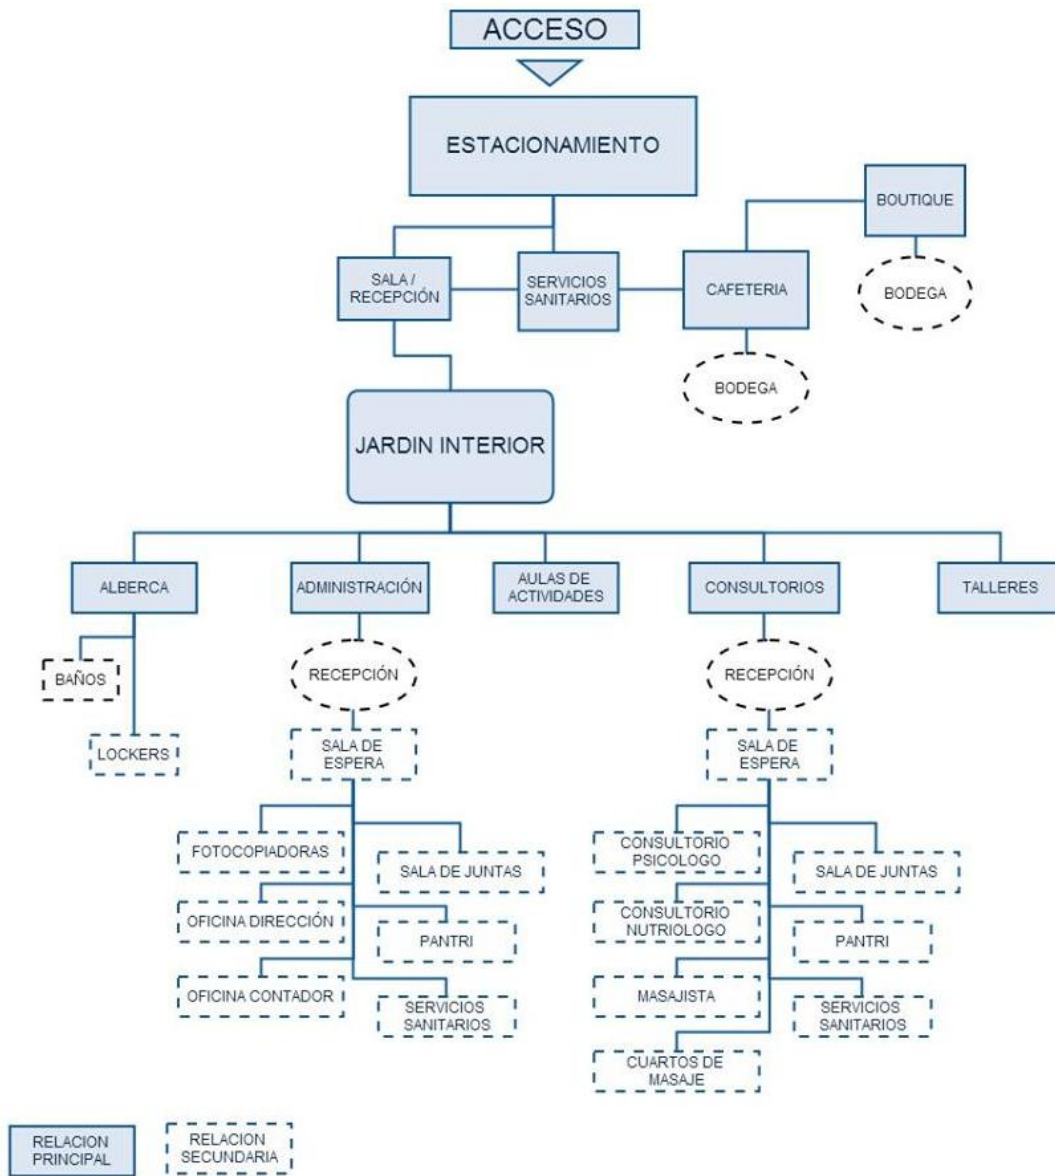 ACCESO
ESTACIONAMIENTO
BOUTIQUE
SALA /
RECEPCIÓN
SERVICIOS
SANITARIOS
CAFETERIA
BODEGA
BODEGA
JARDIN INTERIOR
ALBERCA
ADMINISTRACIÓN
AULAS DE
ACTIVIDADES
CONSULTORIOS
TALLERES
BAÑOS
RECEPCIÓN
RECEPCIÓN
LOCKERS
SALA DE
ESPERA
SALA DE
ESPERA
FOTOCOPIADORAS
SALA DE JUNTAS
CONSULTORIO
PSICOLOGO
SALA DE JUNTAS
OFICINA DIRECCIÓN
PANTRI
CONSULTORIO
NUTRIOLOGO
PANTRI
OFICINA CONTADOR
SERVICIOS
SANITARIOS
MASAJISTA
SERVICIOS
SANITARIOS
CUARTOS DE
MASAJE
RELACION
PRINCIPAL
RELACION
SECUNDARIA